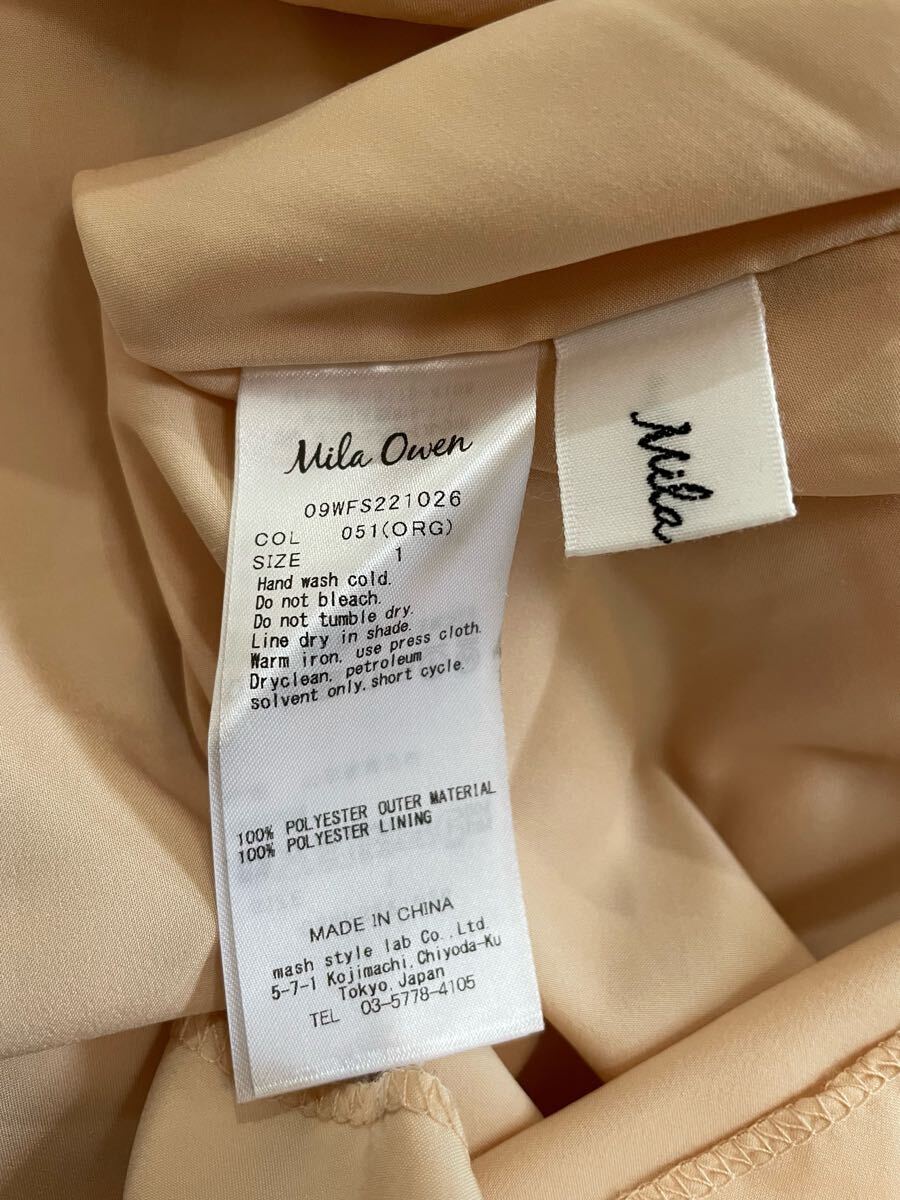 Mila Owen
09WFS221026
COL 051(ORG)
SIZE 1
Hand wash cold.
Do not bleach.
Do not tumble dry.
Line dry in shade.
Warm iron, use press cloth.
Dryclean, petroleum
solvent only, short cycle.
100% POLYESTER OUTER MATERIAL
100% POLYESTER LINING
MADE IN CHINA
mash style lab Co.,Ltd.
5-7-1 Kojimachi,Chiyoda-Ku
Tokyo,Japan
TEL 03-5778-4105
Mila